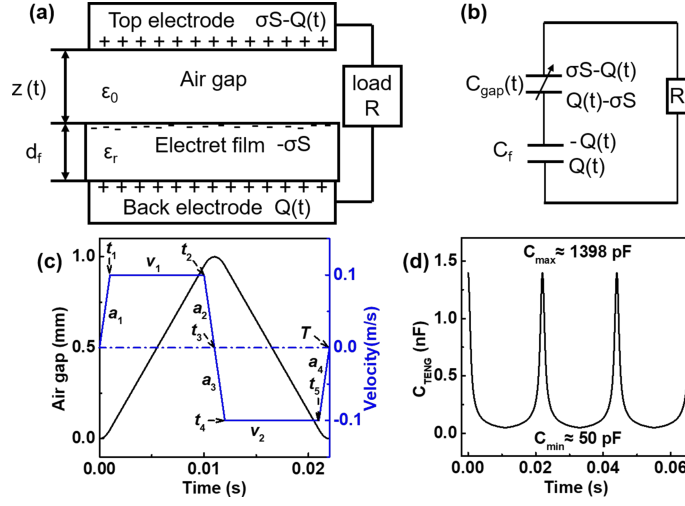 (a)
Top electrode σS-Q(t)
+ + + + + + + + + + + +
Air gap
z (t)
ε0
load
R
df
εr
Electret film -σS
+ + + + + + + + + + + +
Back electrode Q(t)
(b)
Cgap(t)
σS-Q(t)
Q(t)-σS
R
Cf
-Q(t)
Q(t)
(c)
t1
v1
t2
a1
a2
t3
a3
T
a4
t5
t4
v2
1.0
0.5
0.0
Air gap (mm)
0.1
0.0
-0.1
Velocity(m/s)
0.00
0.01
0.02
Time (s)
(d)
Cmax≈ 1398 pF
1.5
1.0
0.5
0.0
CTENG (nF)
Cmin≈ 50 pF
0.00
0.02
0.04
0.06
Time (s)